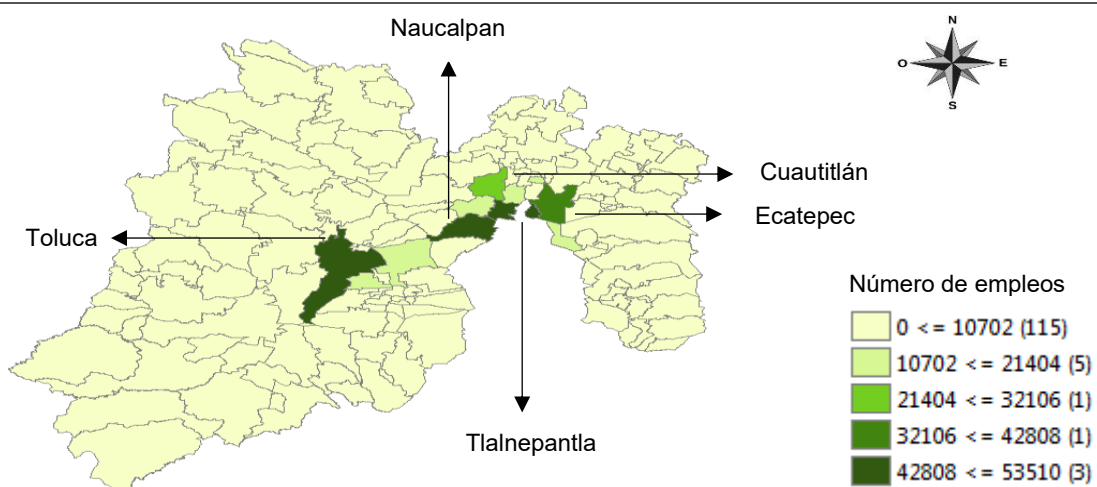 Naucalpan
N
O
E
S
Cuautitlán
Ecatepec
Toluca
Tlalnepantla
Número de empleos
0 <= 10702 (115)
10702 <= 21404 (5)
21404 <= 32106 (1)
32106 <= 42808 (1)
42808 <= 53510 (3)